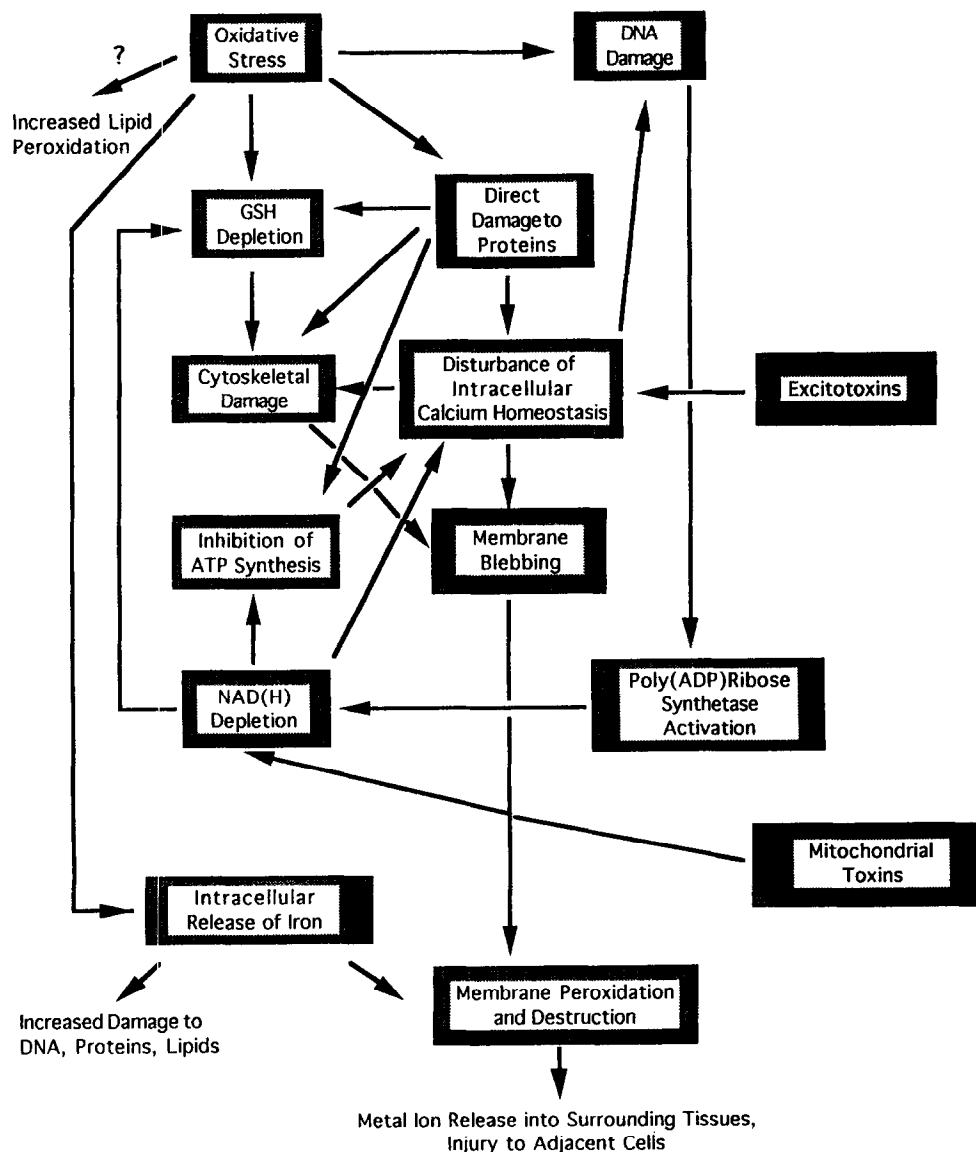 Oxidative
Stress
DNA
Damage
?
Increased Lipid
Peroxidation
GSH
Depletion
Direct
Damage to
Proteins
Cytoskeletal
Damage
Disturbance of
Intracellular
Calcium Homeostasis
Excitotoxins
Inhibition of
ATP Synthesis
Membrane
Blebbing
NAD(H)
Depletion
Poly(ADP)Ribose
Synthetase
Activation
Mitochondrial
Toxins
Intracellular
Release of Iron
Increased Damage to
DNA, Proteins, Lipids
Membrane Peroxidation
and Destruction
Metal Ion Release into Surrounding Tissues,
Injury to Adjacent Cells